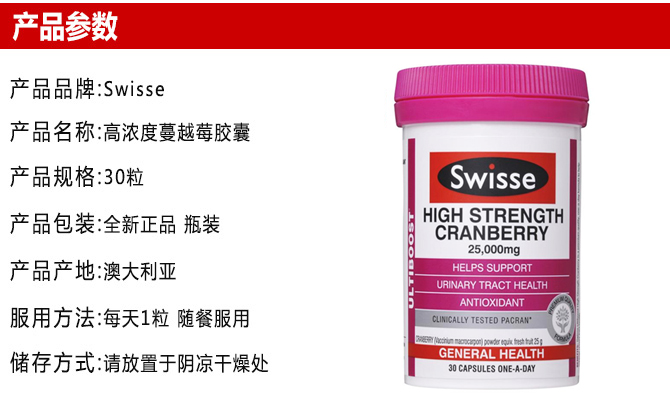 产品参数
产品品牌:Swisse
产品名称:高浓度蔓越莓胶囊
产品规格:30粒
产品包装:全新正品 瓶装
产品产地:澳大利亚
服用方法:每天1粒 随餐服用
储存方式:请放置于阴凉干燥处
Swisse
ULTIBOOST
HIGH STRENGTH
CRANBERRY
25,000mg
HELPS SUPPORT
URINARY TRACT HEALTH
ANTIOXIDANT
CLINICALLY TESTED PACRAN*
CRANBERRY (Vaccinium macrocarpon) powder equiv. fresh fruit 25 g
GENERAL HEALTH
30 CAPSULES ONE-A-DAY